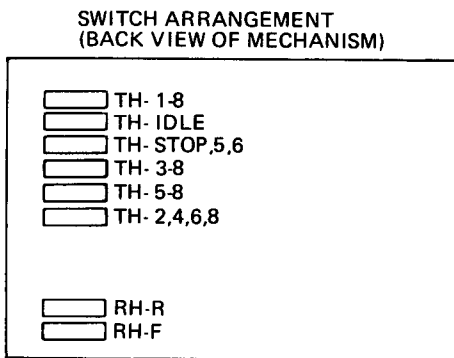 SWITCH ARRANGEMENT
(BACK VIEW OF MECHANISM)
TH- 1-8
TH- IDLE
TH- STOP,5,6
TH- 3-8
TH- 5-8
TH- 2,4,6,8
RH-R
RH-F